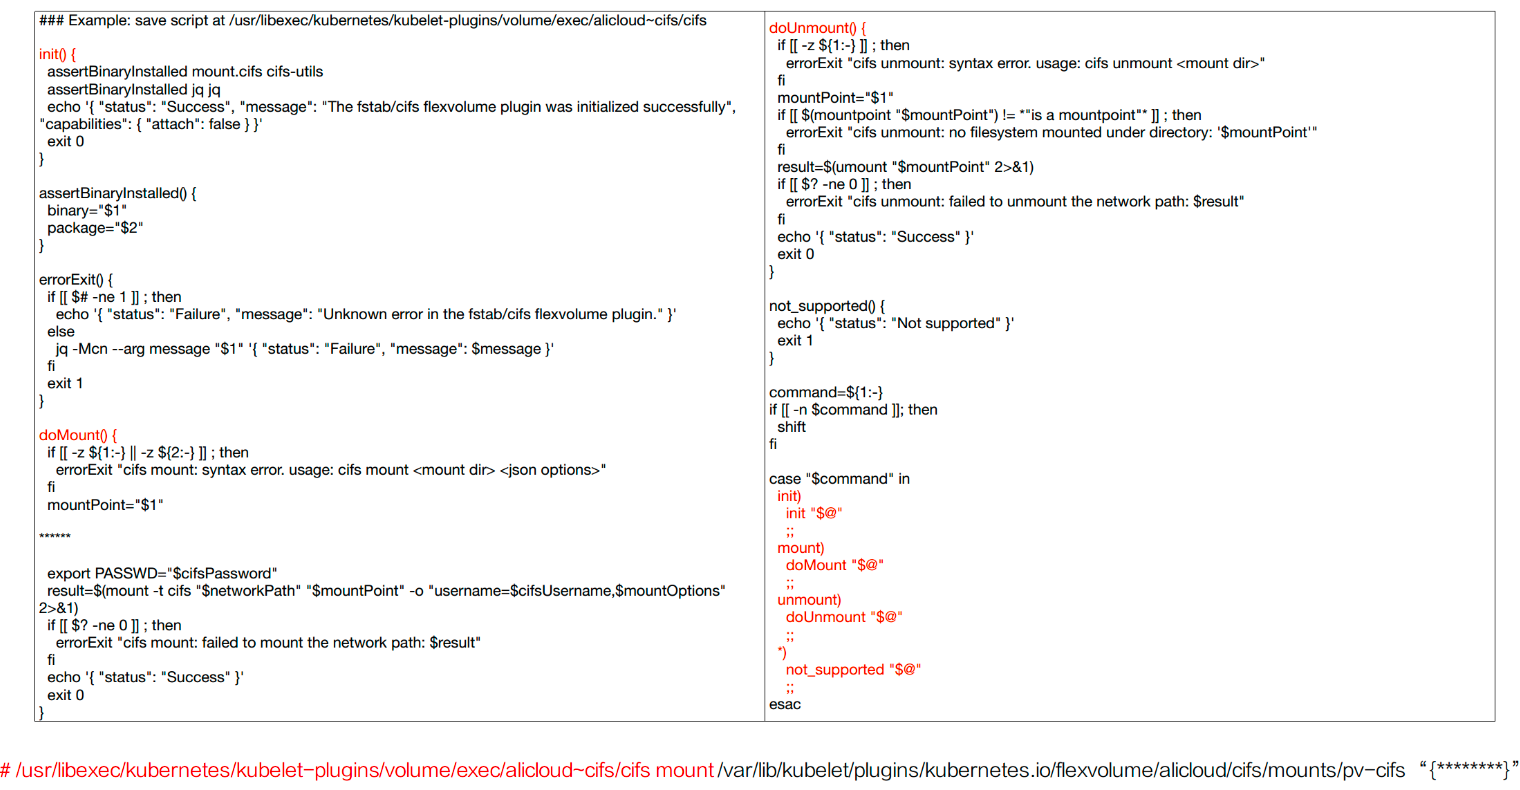 ### Example: save script at /usr/libexec/kubernetes/kubelet-plugins/volume/exec/alicloud~cifs/cifs
init() {
assertBinaryInstalled mount.cifs cifs-utils
assertBinaryInstalled jq jq
echo '{ "status": "Success", "message": "The fstab/cifs flexvolume plugin was initialized successfully",
"capabilities": { "attach": false } }'
exit 0
}
assertBinaryInstalled() {
binary="$1"
package="$2"
}
errorExit() {
if [[ $# -ne 1 ]] ; then
echo '{ "status": "Failure", "message": "Unknown error in the fstab/cifs flexvolume plugin." }'
else
jq -Mcn --arg message "$1" '{ "status": "Failure", "message": $message }'
fi
exit 1
}
doMount() {
if [[ -z ${1:-} || -z ${2:-} ]] ; then
errorExit "cifs mount: syntax error. usage: cifs mount <mount dir> <json options>"
fi
mountPoint="$1"
******
export PASSWD="$cifsPassword"
result=$(mount -t cifs "$networkPath" "$mountPoint" -o "username=$cifsUsername,$mountOptions"
2>&1)
if [[ $? -ne 0 ]] ; then
errorExit "cifs mount: failed to mount the network path: $result"
fi
echo '{ "status": "Success" }'
exit 0
}
doUnmount() {
if [[ -z ${1:-} ]] ; then
errorExit "cifs unmount: syntax error. usage: cifs unmount <mount dir>"
fi
mountPoint="$1"
if [[ $(mountpoint "$mountPoint") != *"is a mountpoint"* ]] ; then
errorExit "cifs unmount: no filesystem mounted under directory: '$mountPoint'"
fi
result=$(umount "$mountPoint" 2>&1)
if [[ $? -ne 0 ]] ; then
errorExit "cifs unmount: failed to unmount the network path: $result"
fi
echo '{ "status": "Success" }'
exit 0
}
not_supported() {
echo '{ "status": "Not supported" }'
exit 1
}
command=${1:-}
if [[ -n $command ]]; then
shift
fi
case "$command" in
init)
init "$@"
;;
mount)
doMount "$@"
;;
unmount)
doUnmount "$@"
;;
*)
not_supported "$@"
;;
esac
# /usr/libexec/kubernetes/kubelet-plugins/volume/exec/alicloud~cifs/cifs mount /var/lib/kubelet/plugins/kubernetes.io/flexvolume/alicloud/cifs/mounts/pv-cifs “{********}”